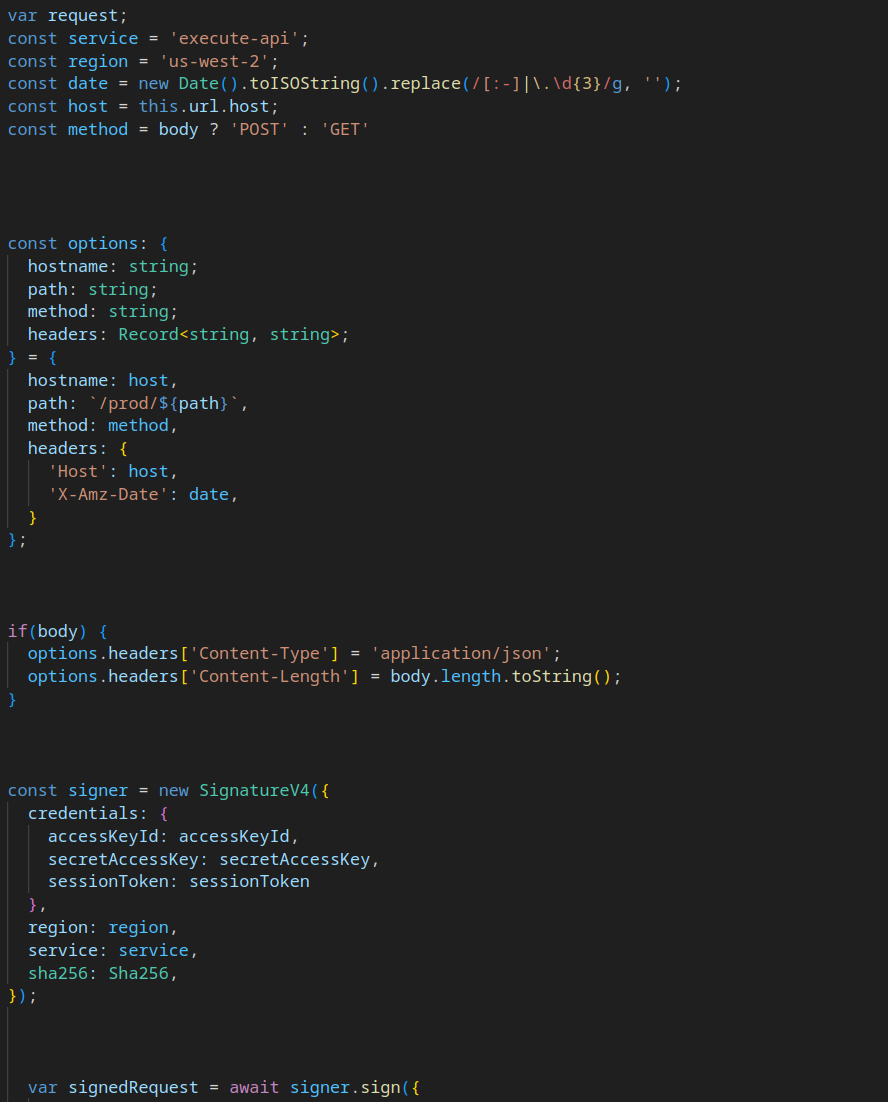 var request;
const service = 'execute-api';
const region = 'us-west-2';
const date = new Date().toISOString().replace(/[:-]|\.\d{3}/g, '');
const host = this.url.host;
const method = body ? 'POST' : 'GET'
const options: {
  hostname: string;
  path: string;
  method: string;
  headers: Record<string, string>;
} = {
  hostname: host,
  path: `/prod/${path}`,
  method: method,
  headers: {
    'Host': host,
    'X-Amz-Date': date,
  }
};
if(body) {
  options.headers['Content-Type'] = 'application/json';
  options.headers['Content-Length'] = body.length.toString();
}
const signer = new SignatureV4({
  credentials: {
    accessKeyId: accessKeyId,
    secretAccessKey: secretAccessKey,
    sessionToken: sessionToken
  },
  region: region,
  service: service,
  sha256: Sha256,
});
  var signedRequest = await signer.sign({